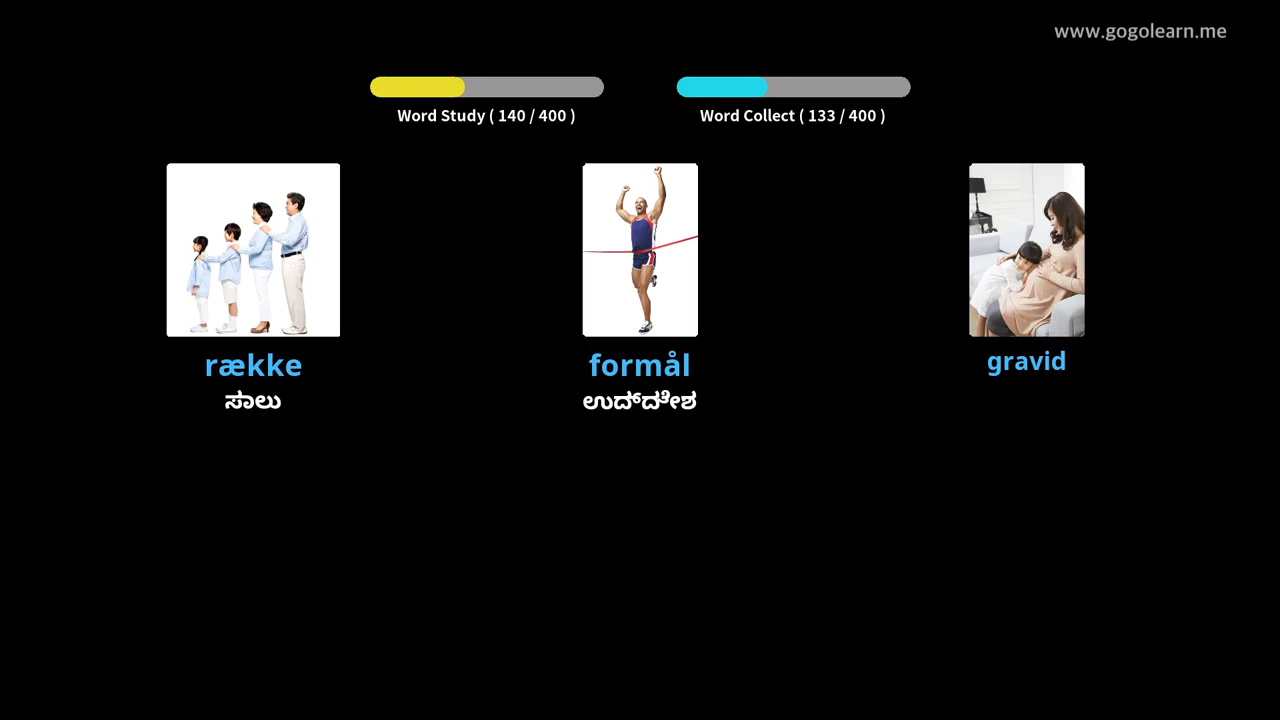 www.gogolearn.me
Word Study ( 140 / 400 )
Word Collect ( 133 / 400 )
række
formål
gravid
ಸಾಲು
ಉದ್ದೇಶ